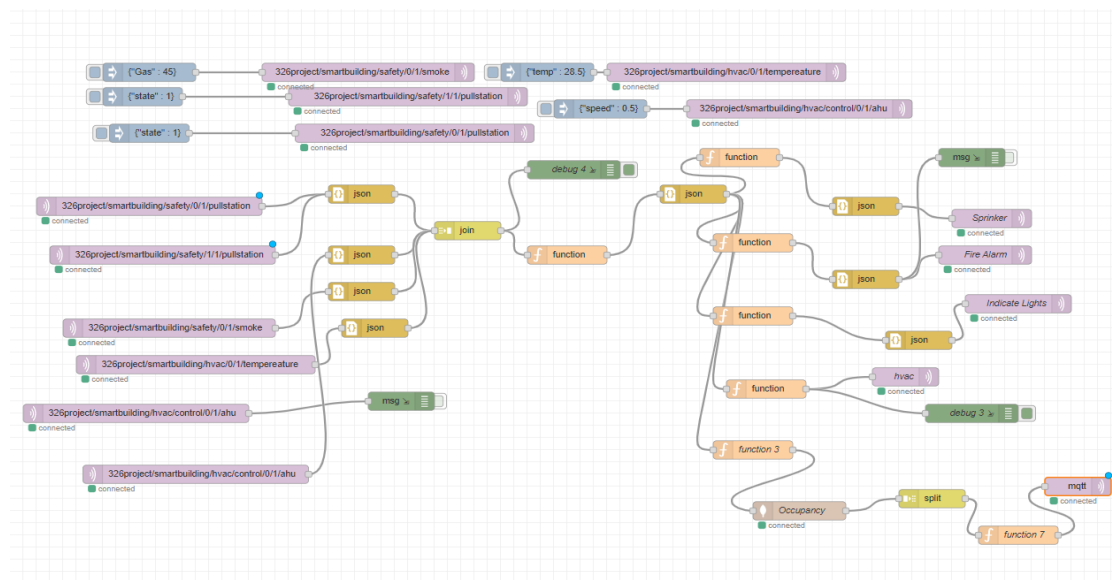 {"Gas" : 45}
326project/smartbuilding/safety/0/1/smoke
connected
{"temp" : 28.5}
326project/smartbuilding/hvac/0/1/tempereature
connected
{"state" : 1}
326project/smartbuilding/safety/1/1/pullstation
connected
{"speed" : 0.5}
326project/smartbuilding/hvac/control/0/1/ahu
connected
{"state" : 1}
326project/smartbuilding/safety/0/1/pullstation
connected
326project/smartbuilding/safety/0/1/pullstation
connected
326project/smartbuilding/safety/1/1/pullstation
connected
326project/smartbuilding/safety/0/1/smoke
connected
326project/smartbuilding/hvac/0/1/tempereature
connected
326project/smartbuilding/hvac/control/0/1/ahu
connected
326project/smartbuilding/hvac/control/0/1/ahu
connected
json
json
json
json
msg
join
debug 4
function
json
function
function
function
function
function 3
Occupancy
connected
json
json
json
msg
Sprinker
connected
Fire Alarm
connected
Indicate Lights
connected
hvac
connected
debug 3
split
function 7
mqtt
connected